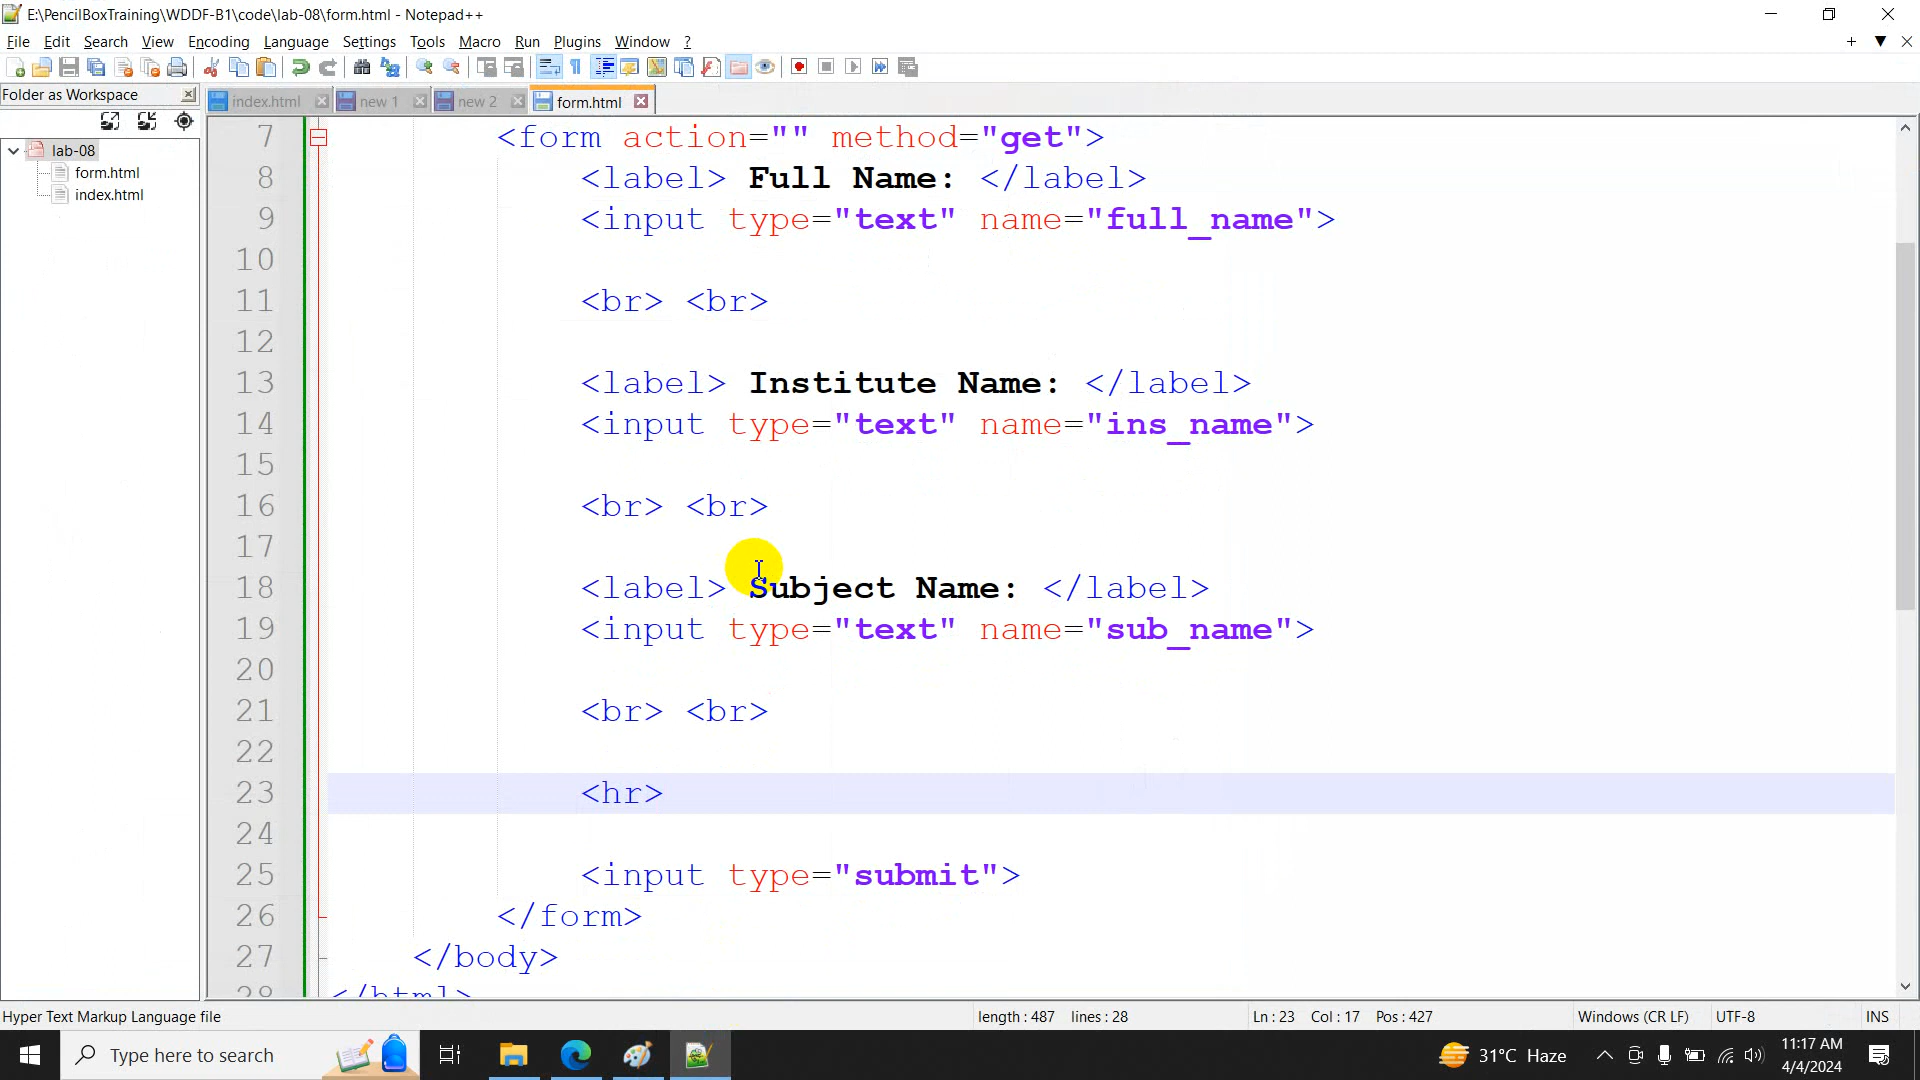 E:\PencilBoxTraining\WDDF-B1\code\lab-08\form.html - Notepad++
File Edit Search View Encoding Language Settings Tools Macro Run Plugins Window ?
Folder as Workspace
index.html new 1 new 2 form.html
lab-08
form.html
index.html
7 <form action="" method="get">
8 <label> Full Name: </label>
9 <input type="text" name="full_name">
10
11 <br> <br>
12
13 <label> Institute Name: </label>
14 <input type="text" name="ins_name">
15
16 <br> <br>
17
18 <label> Subject Name: </label>
19 <input type="text" name="sub_name">
20
21 <br> <br>
22
23 <hr>
24
25 <input type="submit">
26 </form>
27 </body>
28 </html>
Hyper Text Markup Language file length : 487 lines : 28 Ln : 23 Col : 17 Pos : 427 Windows (CR LF) UTF-8 INS
Type here to search 31°C Haze 11:17 AM
4/4/2024